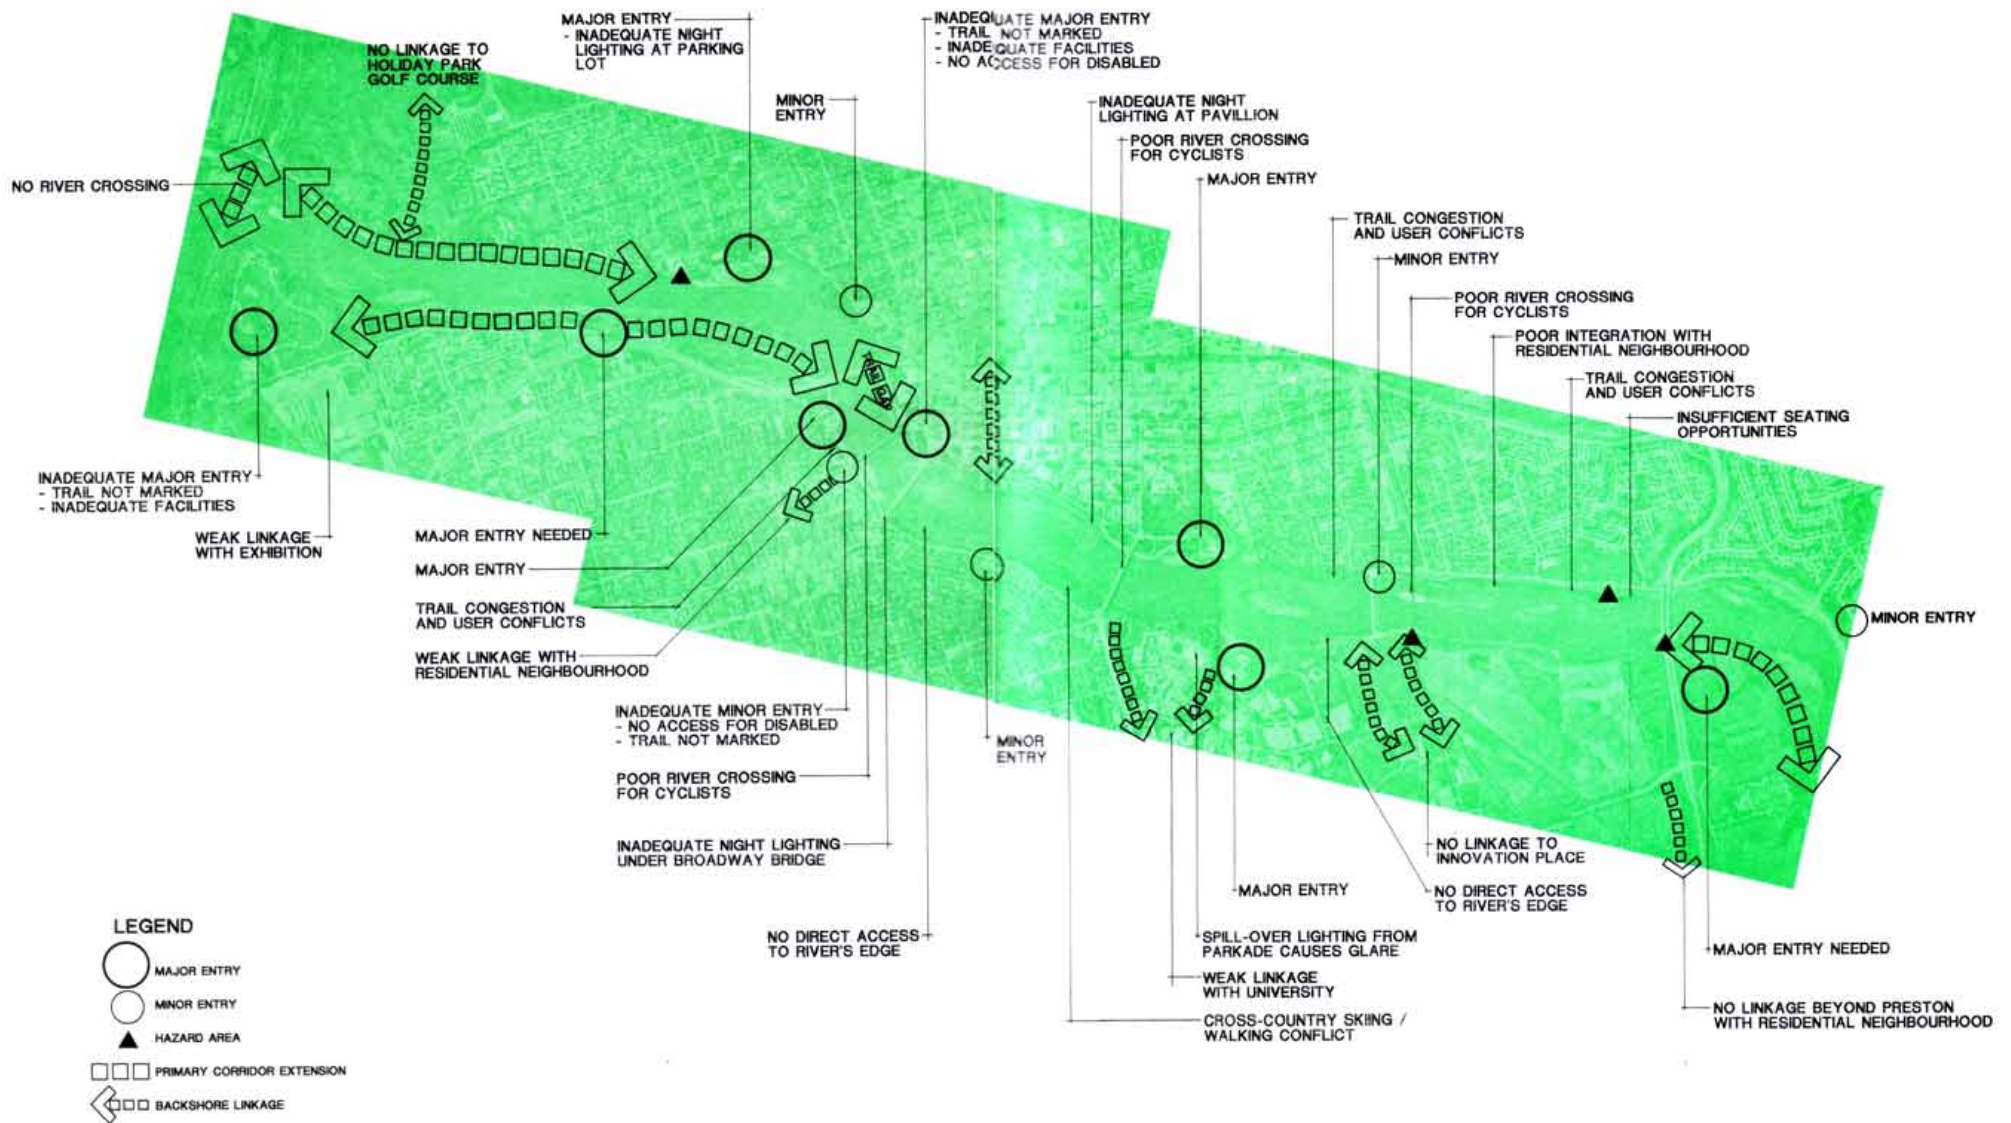 MAJOR ENTRY
- INADEQUATE NIGHT
LIGHTING AT PARKING
LOT
INADEQUATE MAJOR ENTRY
- TRAIL NOT MARKED
- INADEQUATE FACILITIES
- NO ACCESS FOR DISABLED
NO LINKAGE TO
HOLIDAY PARK
GOLF COURSE
MINOR
ENTRY
INADEQUATE NIGHT
LIGHTING AT PAVILLION
POOR RIVER CROSSING
FOR CYCLISTS
MAJOR ENTRY
NO RIVER CROSSING
TRAIL CONGESTION
AND USER CONFLICTS
MINOR ENTRY
POOR RIVER CROSSING
FOR CYCLISTS
POOR INTEGRATION WITH
RESIDENTIAL NEIGHBOURHOOD
TRAIL CONGESTION
AND USER CONFLICTS
INSUFFICIENT SEATING
OPPORTUNITIES
TRAIL GAP
INADEQUATE MAJOR ENTRY
- TRAIL NOT MARKED
- INADEQUATE FACILITIES
WEAK LINKAGE
WITH EXHIBITION
MAJOR ENTRY NEEDED
MAJOR ENTRY
TRAIL CONGESTION
AND USER CONFLICTS
WEAK LINKAGE WITH
RESIDENTIAL NEIGHBOURHOOD
MINOR ENTRY
INADEQUATE MINOR ENTRY
- NO ACCESS FOR DISABLED
- TRAIL NOT MARKED
MINOR
ENTRY
POOR RIVER CROSSING
FOR CYCLISTS
INADEQUATE NIGHT LIGHTING
UNDER BROADWAY BRIDGE
NO LINKAGE TO
INNOVATION PLACE
MAJOR ENTRY
NO DIRECT ACCESS
TO RIVER'S EDGE
NO DIRECT ACCESS
TO RIVER'S EDGE
SPILL-OVER LIGHTING FROM
PARKADE CAUSES GLARE
MAJOR ENTRY NEEDED
WEAK LINKAGE
WITH UNIVERSITY
NO LINKAGE BEYOND PRESTON
WITH RESIDENTIAL NEIGHBOURHOOD
CROSS-COUNTRY SKIING /
WALKING CONFLICT
LEGEND
MAJOR ENTRY
MINOR ENTRY
HAZARD AREA
PRIMARY CORRIDOR EXTENSION
BACKSHORE LINKAGE